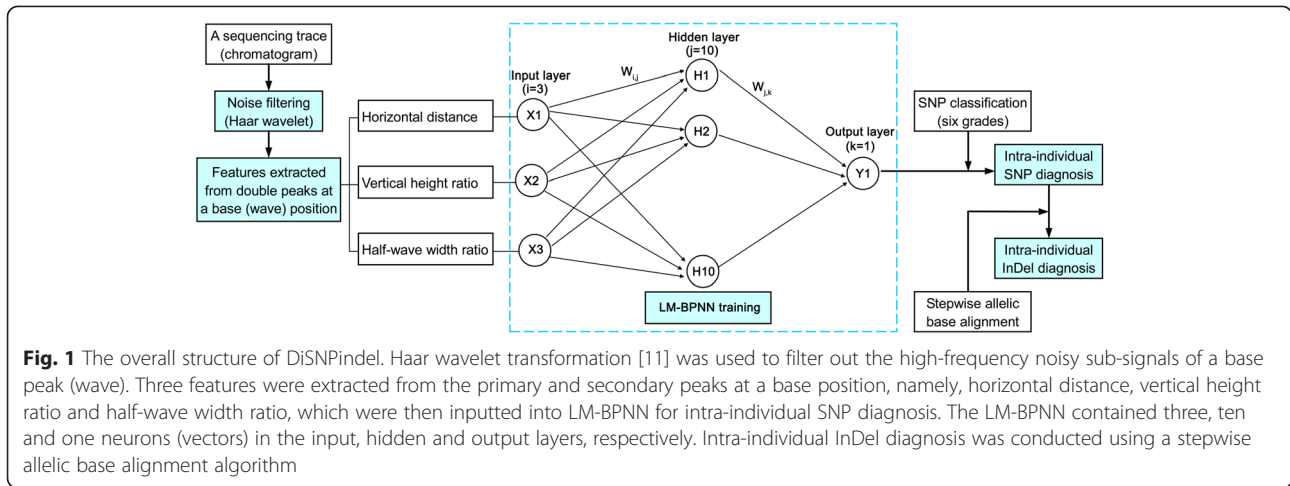 A sequencing trace
(chromatogram)
Noise filtering
(Haar wavelet)
Features extracted
from double peaks at
a base (wave) position
Horizontal distance
Vertical height ratio
Half-wave width ratio
Input layer
(i=3)
X1
X2
X3
Wi,j
Hidden layer
(j=10)
H1
H2
H10
LM-BPNN training
Wj,k
Output layer
(k=1)
Y1
SNP classification
(six grades)
Intra-individual
SNP diagnosis
Intra-individual
InDel diagnosis
Stepwise allelic
base alignment
Fig. 1 The overall structure of DiSNPindel. Haar wavelet transformation [11] was used to filter out the high-frequency noisy sub-signals of a base
peak (wave). Three features were extracted from the primary and secondary peaks at a base position, namely, horizontal distance, vertical height
ratio and half-wave width ratio, which were then inputted into LM-BPNN for intra-individual SNP diagnosis. The LM-BPNN contained three, ten
and one neurons (vectors) in the input, hidden and output layers, respectively. Intra-individual InDel diagnosis was conducted using a stepwise
allelic base alignment algorithm